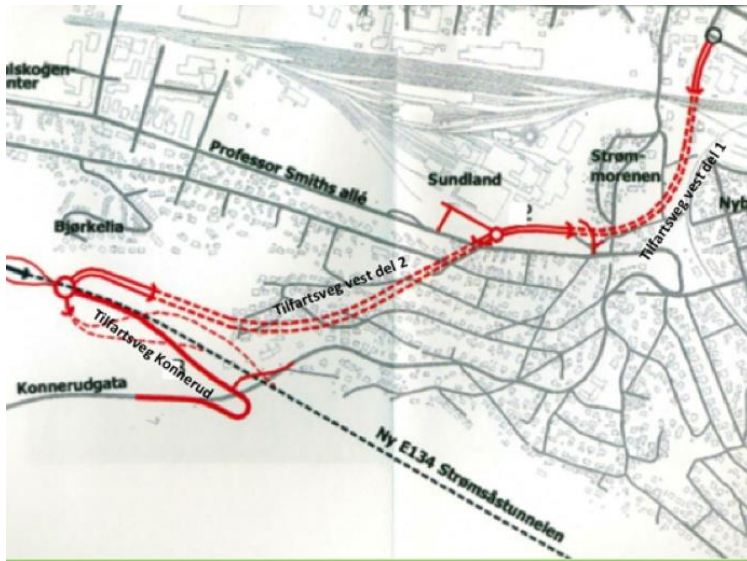 ulskogen-
nter
Professor Smiths allé
Sundland
Strøm-
morenen
Tilfartsveg vest del 1
Nyb
Bjørkelia
Tilfartsveg vest del 2
Tilfartsveg Konnerud
Konnerudgata
Ny E134 Strømsåstunnelen